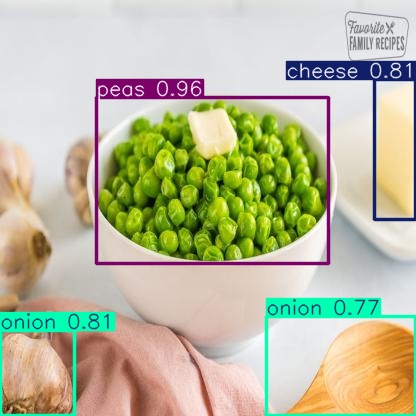 Favorite
FAMILY RECIPES
cheese 0.81
peas 0.96
onion 0.77
onion 0.81